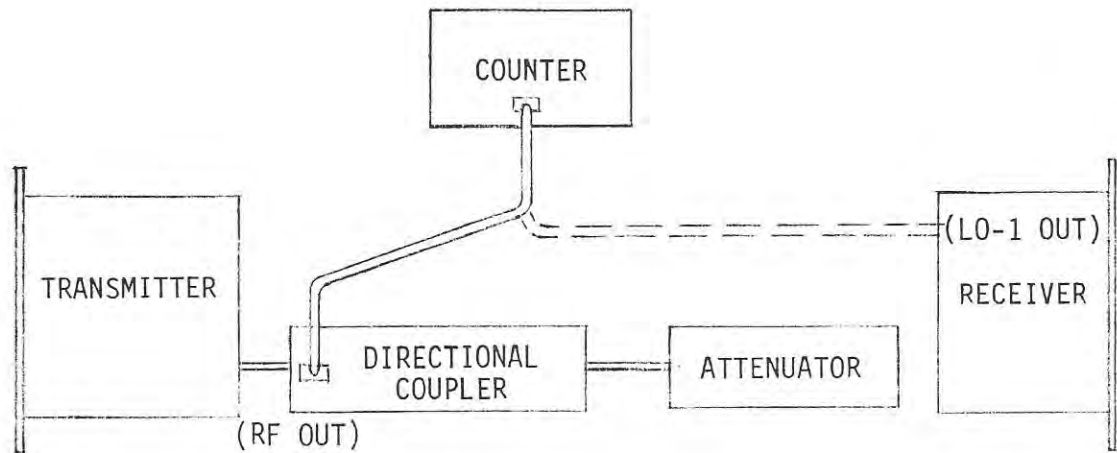 COUNTER
(LO-1 OUT)
TRANSMITTER
RECEIVER
DIRECTIONAL
COUPLER
ATTENUATOR
(RF OUT)